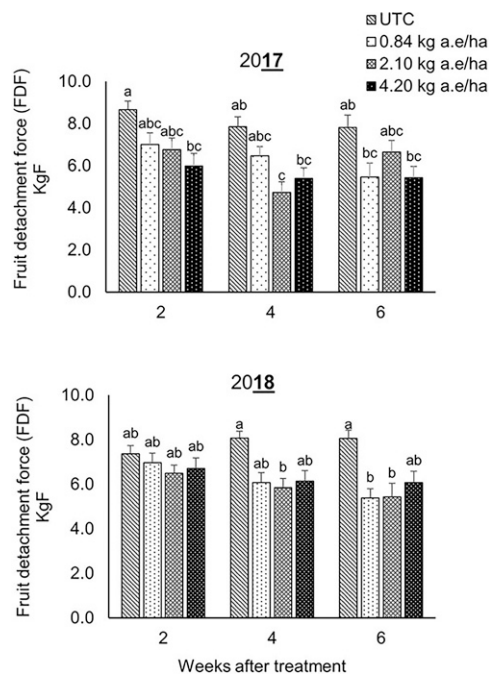 UTC
0.84 kg a.e/ha
2.10 kg a.e/ha
4.20 kg a.e/ha
2017
Fruit detachment force (FDF)
KgF
10.0
8.0
6.0
4.0
2.0
0.0
a abc abc bc
ab abc c bc
ab bc abc bc
2 4 6
2018
Fruit detachment force (FDF)
KgF
10.0
8.0
6.0
4.0
2.0
0.0
ab ab ab ab
a ab b ab
a b b ab
2 4 6
Weeks after treatment